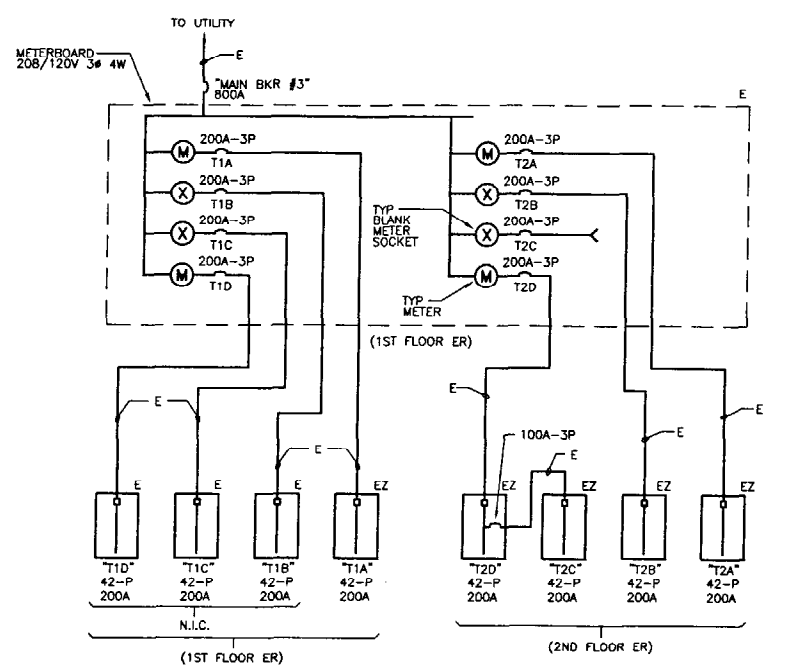 TO UTILITY
E
METERBOARD
208/120V 3ø 4W
"MAIN BKR #3"
800A
E
200A-3P
M
T1A
200A-3P
X
T1B
200A-3P
X
T1C
200A-3P
M
T1D
200A-3P
M
T2A
200A-3P
X
T2B
TYP
BLANK
METER
SOCKET
200A-3P
X
T2C
200A-3P
M
T2D
TYP
METER
(1ST FLOOR ER)
E
E
E
E
E
100A-3P
E
E
E
E
EZ
EZ
EZ
EZ
EZ
"T1D"
42-P
200A
"T1C"
42-P
200A
"T1B"
42-P
200A
"T1A"
42-P
200A
"T2D"
42-P
200A
"T2C"
42-P
200A
"T2B"
42-P
200A
"T2A"
42-P
200A
N.I.C.
(1ST FLOOR ER)
(2ND FLOOR ER)